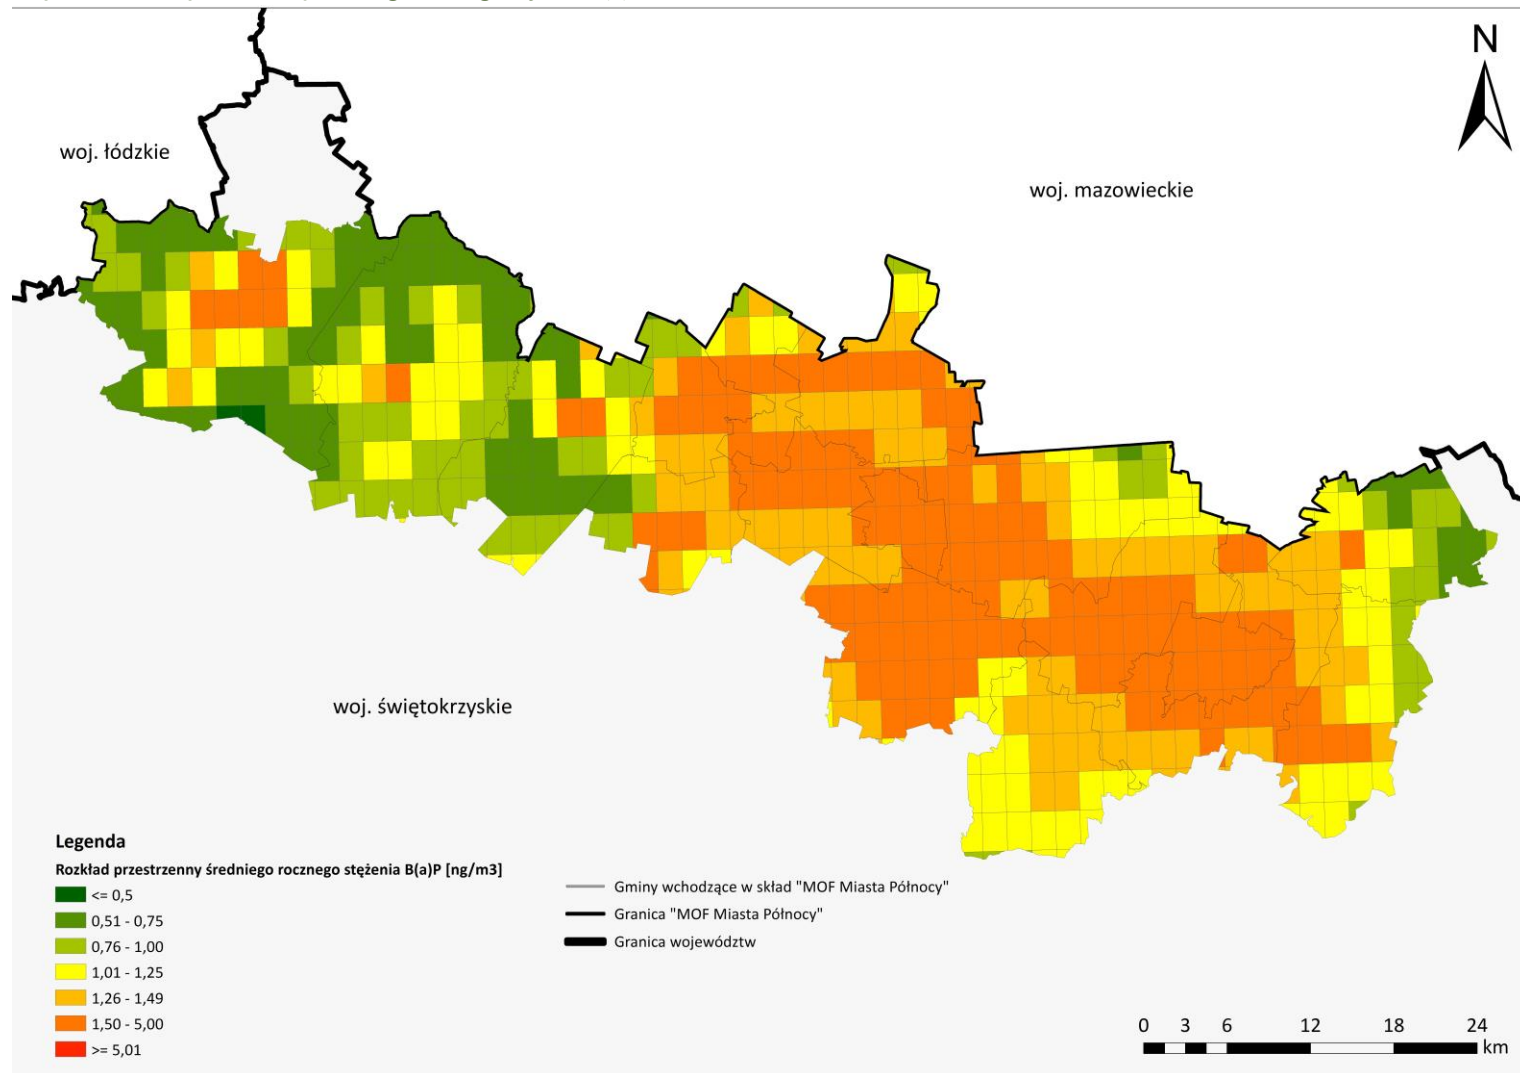 N
woj. łódzkie
woj. mazowieckie
woj. świętokrzyskie
Legenda
Rozkład przestrzenny średniego rocznego stężenia B(a)P [ng/m3]
<= 0,5
0,51 - 0,75
0,76 - 1,00
1,01 - 1,25
1,26 - 1,49
1,50 - 5,00
>= 5,01
Gminy wchodzące w skład "MOF Miasta Północy"
Granica "MOF Miasta Północy"
Granica województw
0 3 6 12 18 24
km